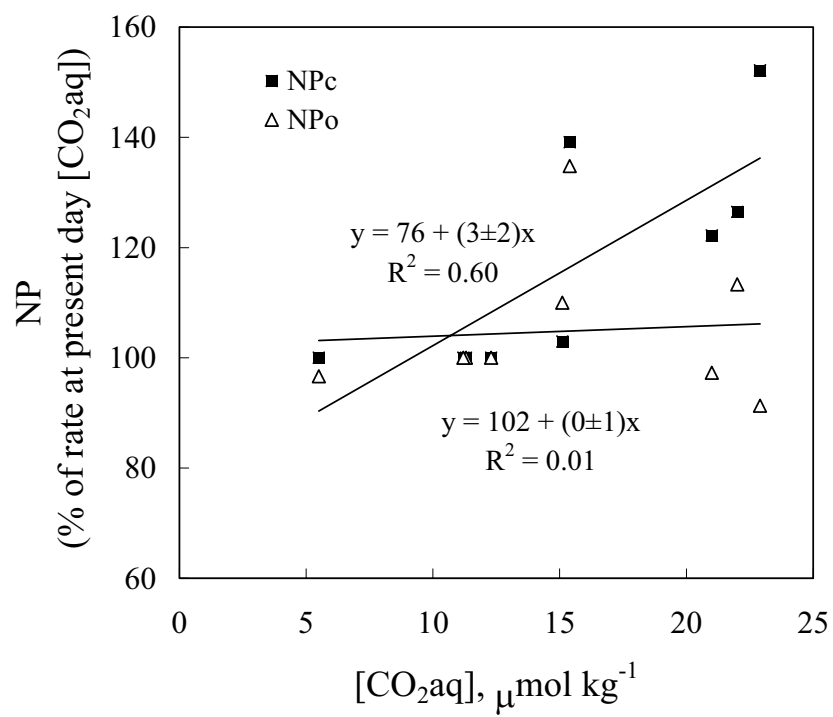 160
140
120
100
80
60
NP
(% of rate at present day [CO₂aq])
NPc
NPo
y = 76 + (3±2)x
R² = 0.60
y = 102 + (0±1)x
R² = 0.01
0 5 10 15 20 25
[CO₂aq], μmol kg⁻¹